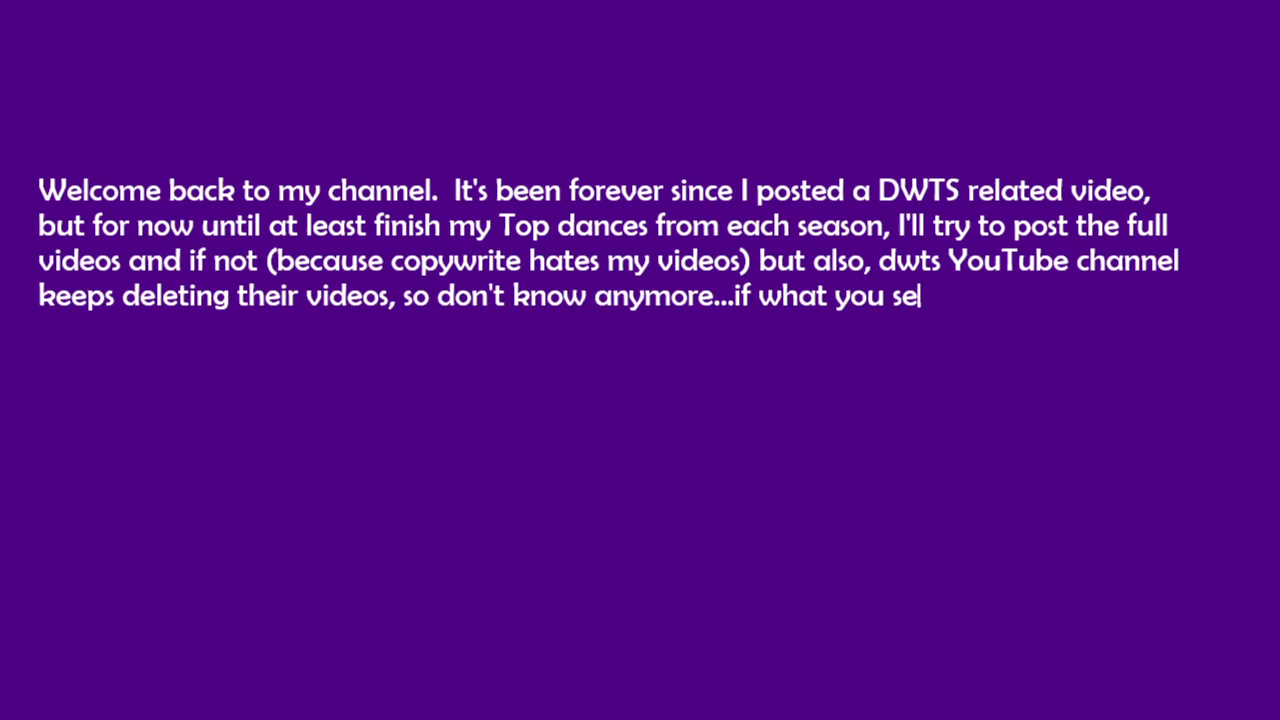 Welcome back to my channel.  It's been forever since I posted a DWTS related video,
but for now until at least finish my Top dances from each season, I'll try to post the full
videos and if not (because copywrite hates my videos) but also, dwts YouTube channel
keeps deleting their videos, so don't know anymore...if what you se